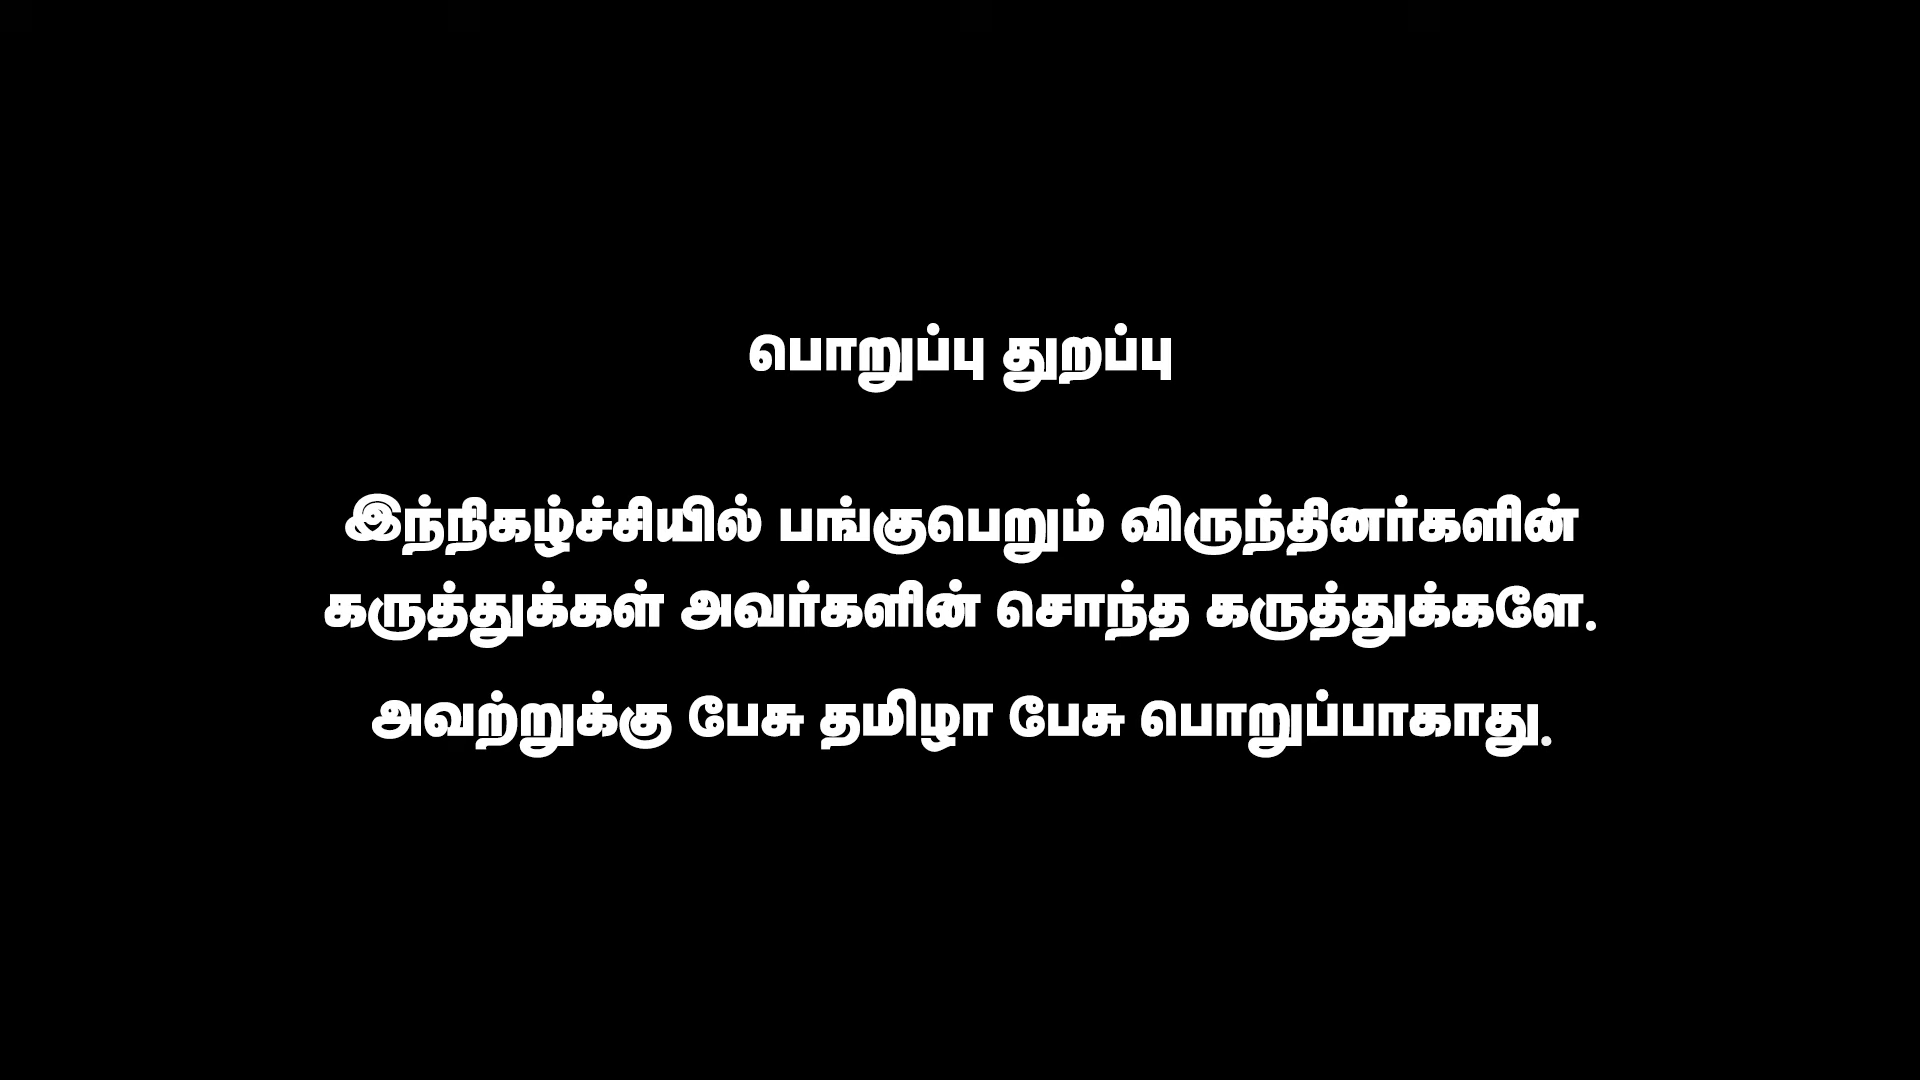 பொறுப்பு துறப்பு
இந்நிகழ்ச்சியில் பங்குபெறும் விருந்தினர்களின்
கருத்துக்கள் அவர்களின் சொந்த கருத்துக்களே.
அவற்றுக்கு பேசு தமிழா பேசு பொறுப்பாகாது.